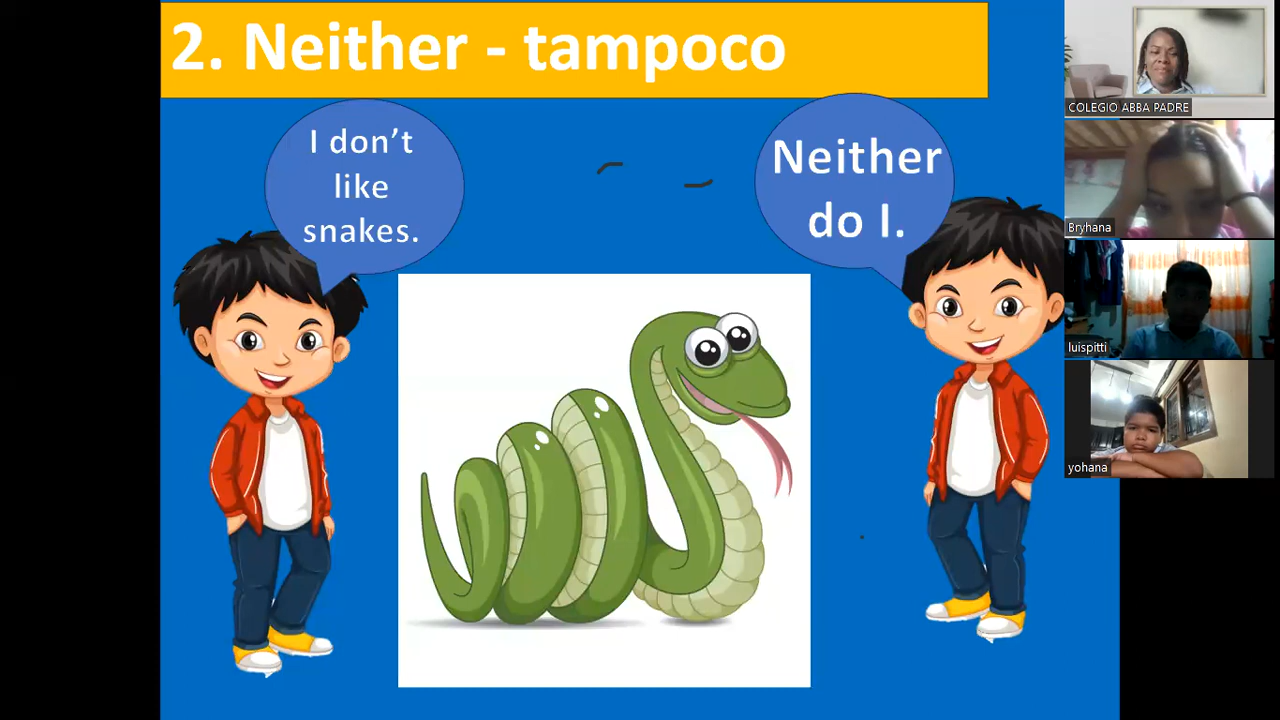 2. Neither - tampoco
I don’t
like
snakes.
Neither
do I.
COLEGIO ABBA PADRE
Bryhana
luispitti
yohana